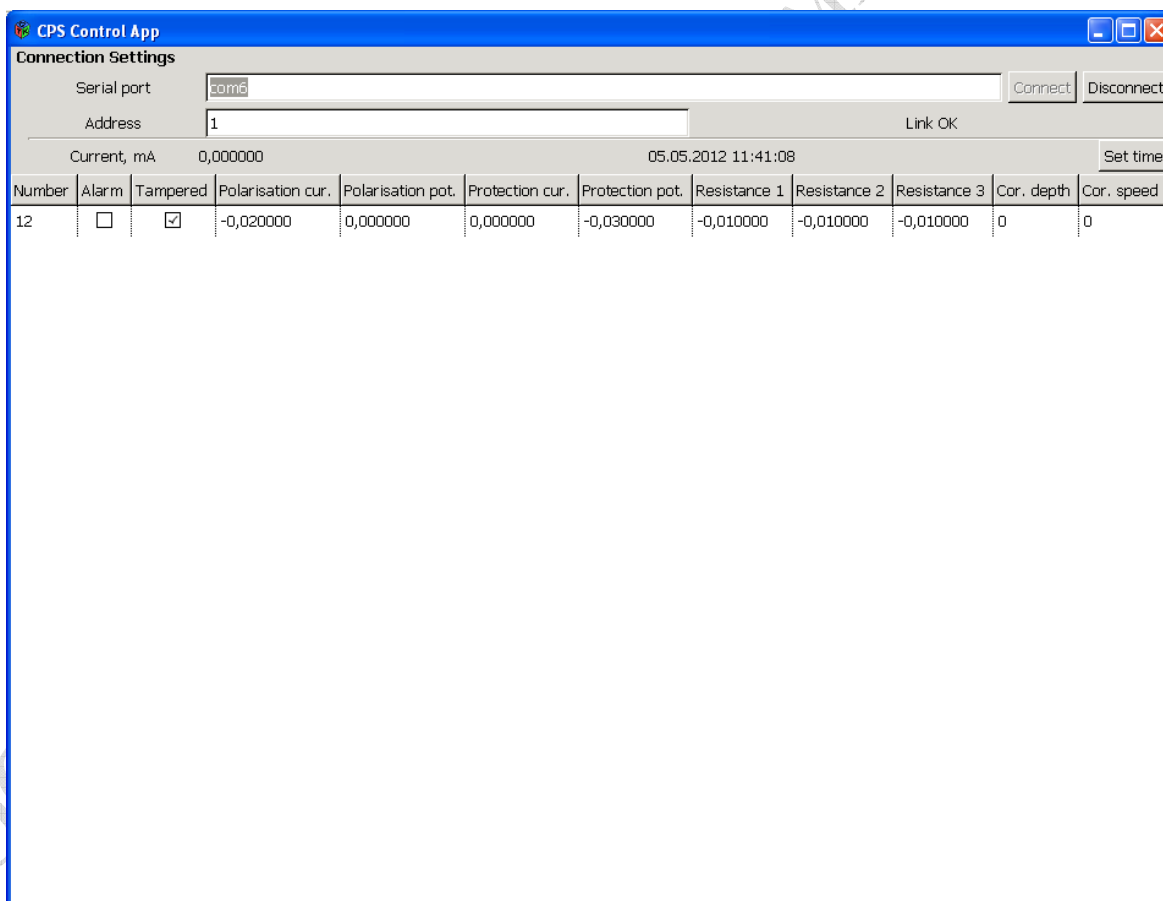 CPS Control App
Connection Settings
Serial port com6 Connect Disconnect
Address 1 Link OK
Current, mA 0,000000 05.05.2012 11:41:08 Set time
Number Alarm Tampered Polarisation cur. Polarisation pot. Protection cur. Protection pot. Resistance 1 Resistance 2 Resistance 3 Cor. depth Cor. speed
12 -0,020000 0,000000 0,000000 -0,030000 -0,010000 -0,010000 -0,010000 0 0